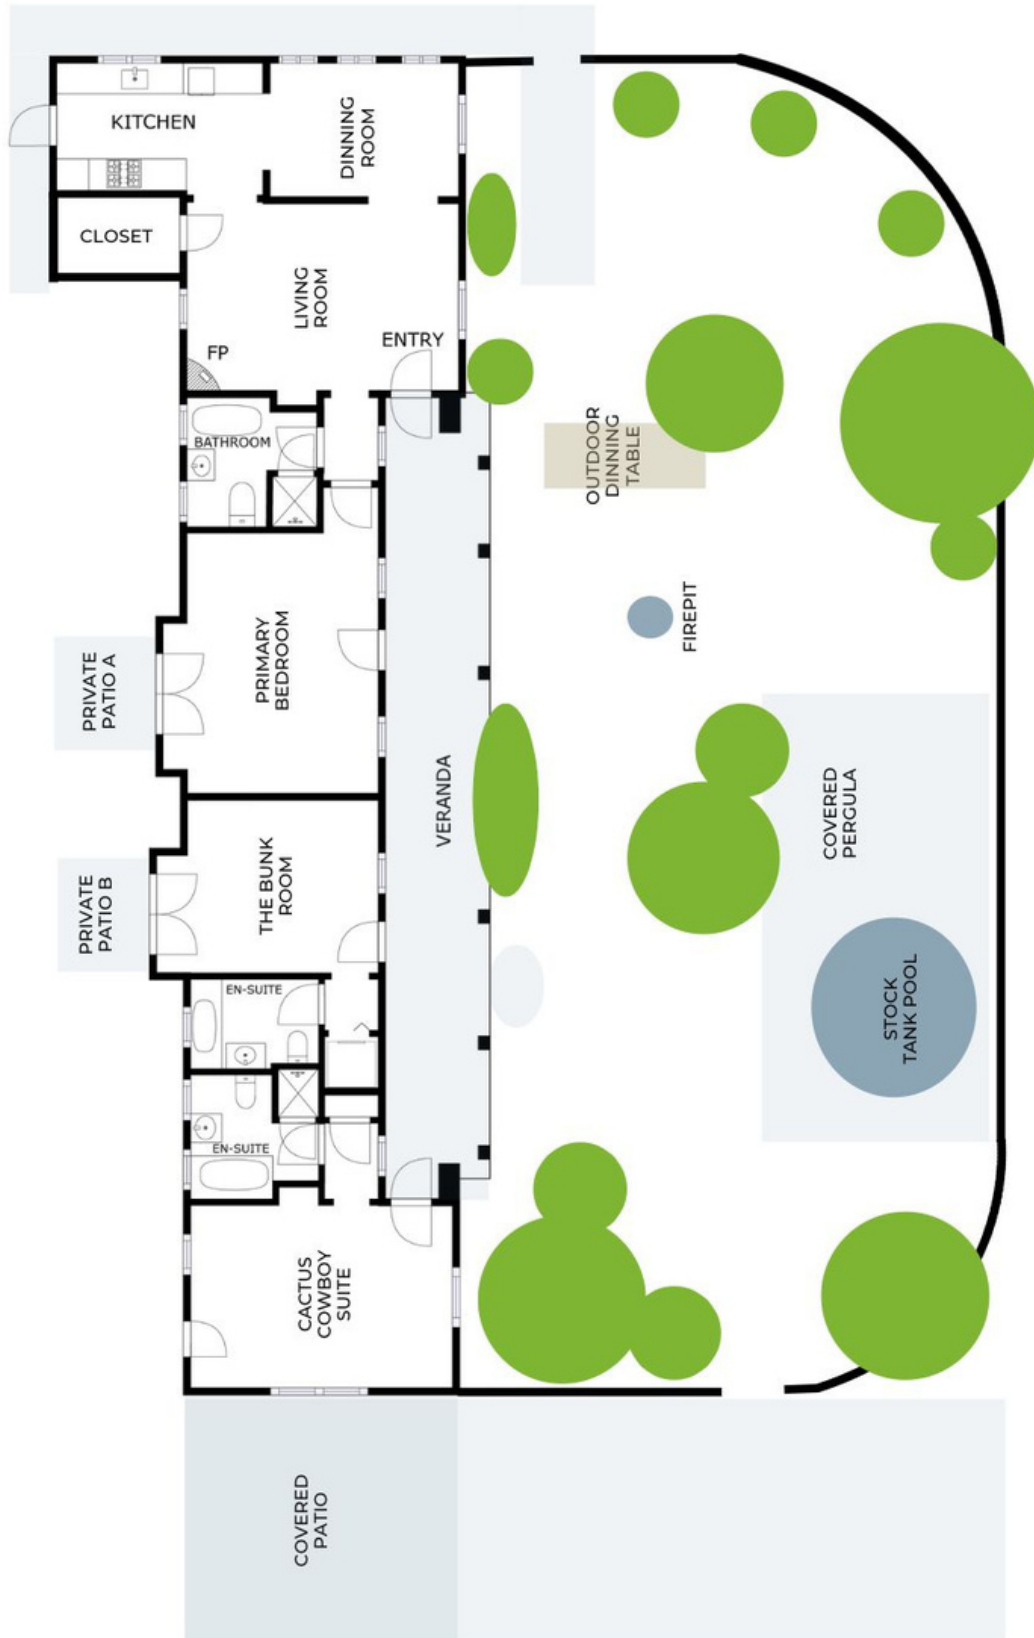 KITCHEN
DINNING
ROOM
CLOSET
LIVING
ROOM
FP
ENTRY
BATHROOM
OUTDOOR
DINNING
TABLE
FIREPIT
PRIMARY
BEDROOM
PRIVATE
PATIO A
VERANDA
COVERED
PERGULA
THE BUNK
ROOM
PRIVATE
PATIO B
EN-SUITE
STOCK
TANK POOL
EN-SUITE
CACTUS
COWBOY
SUITE
COVERED
PATIO